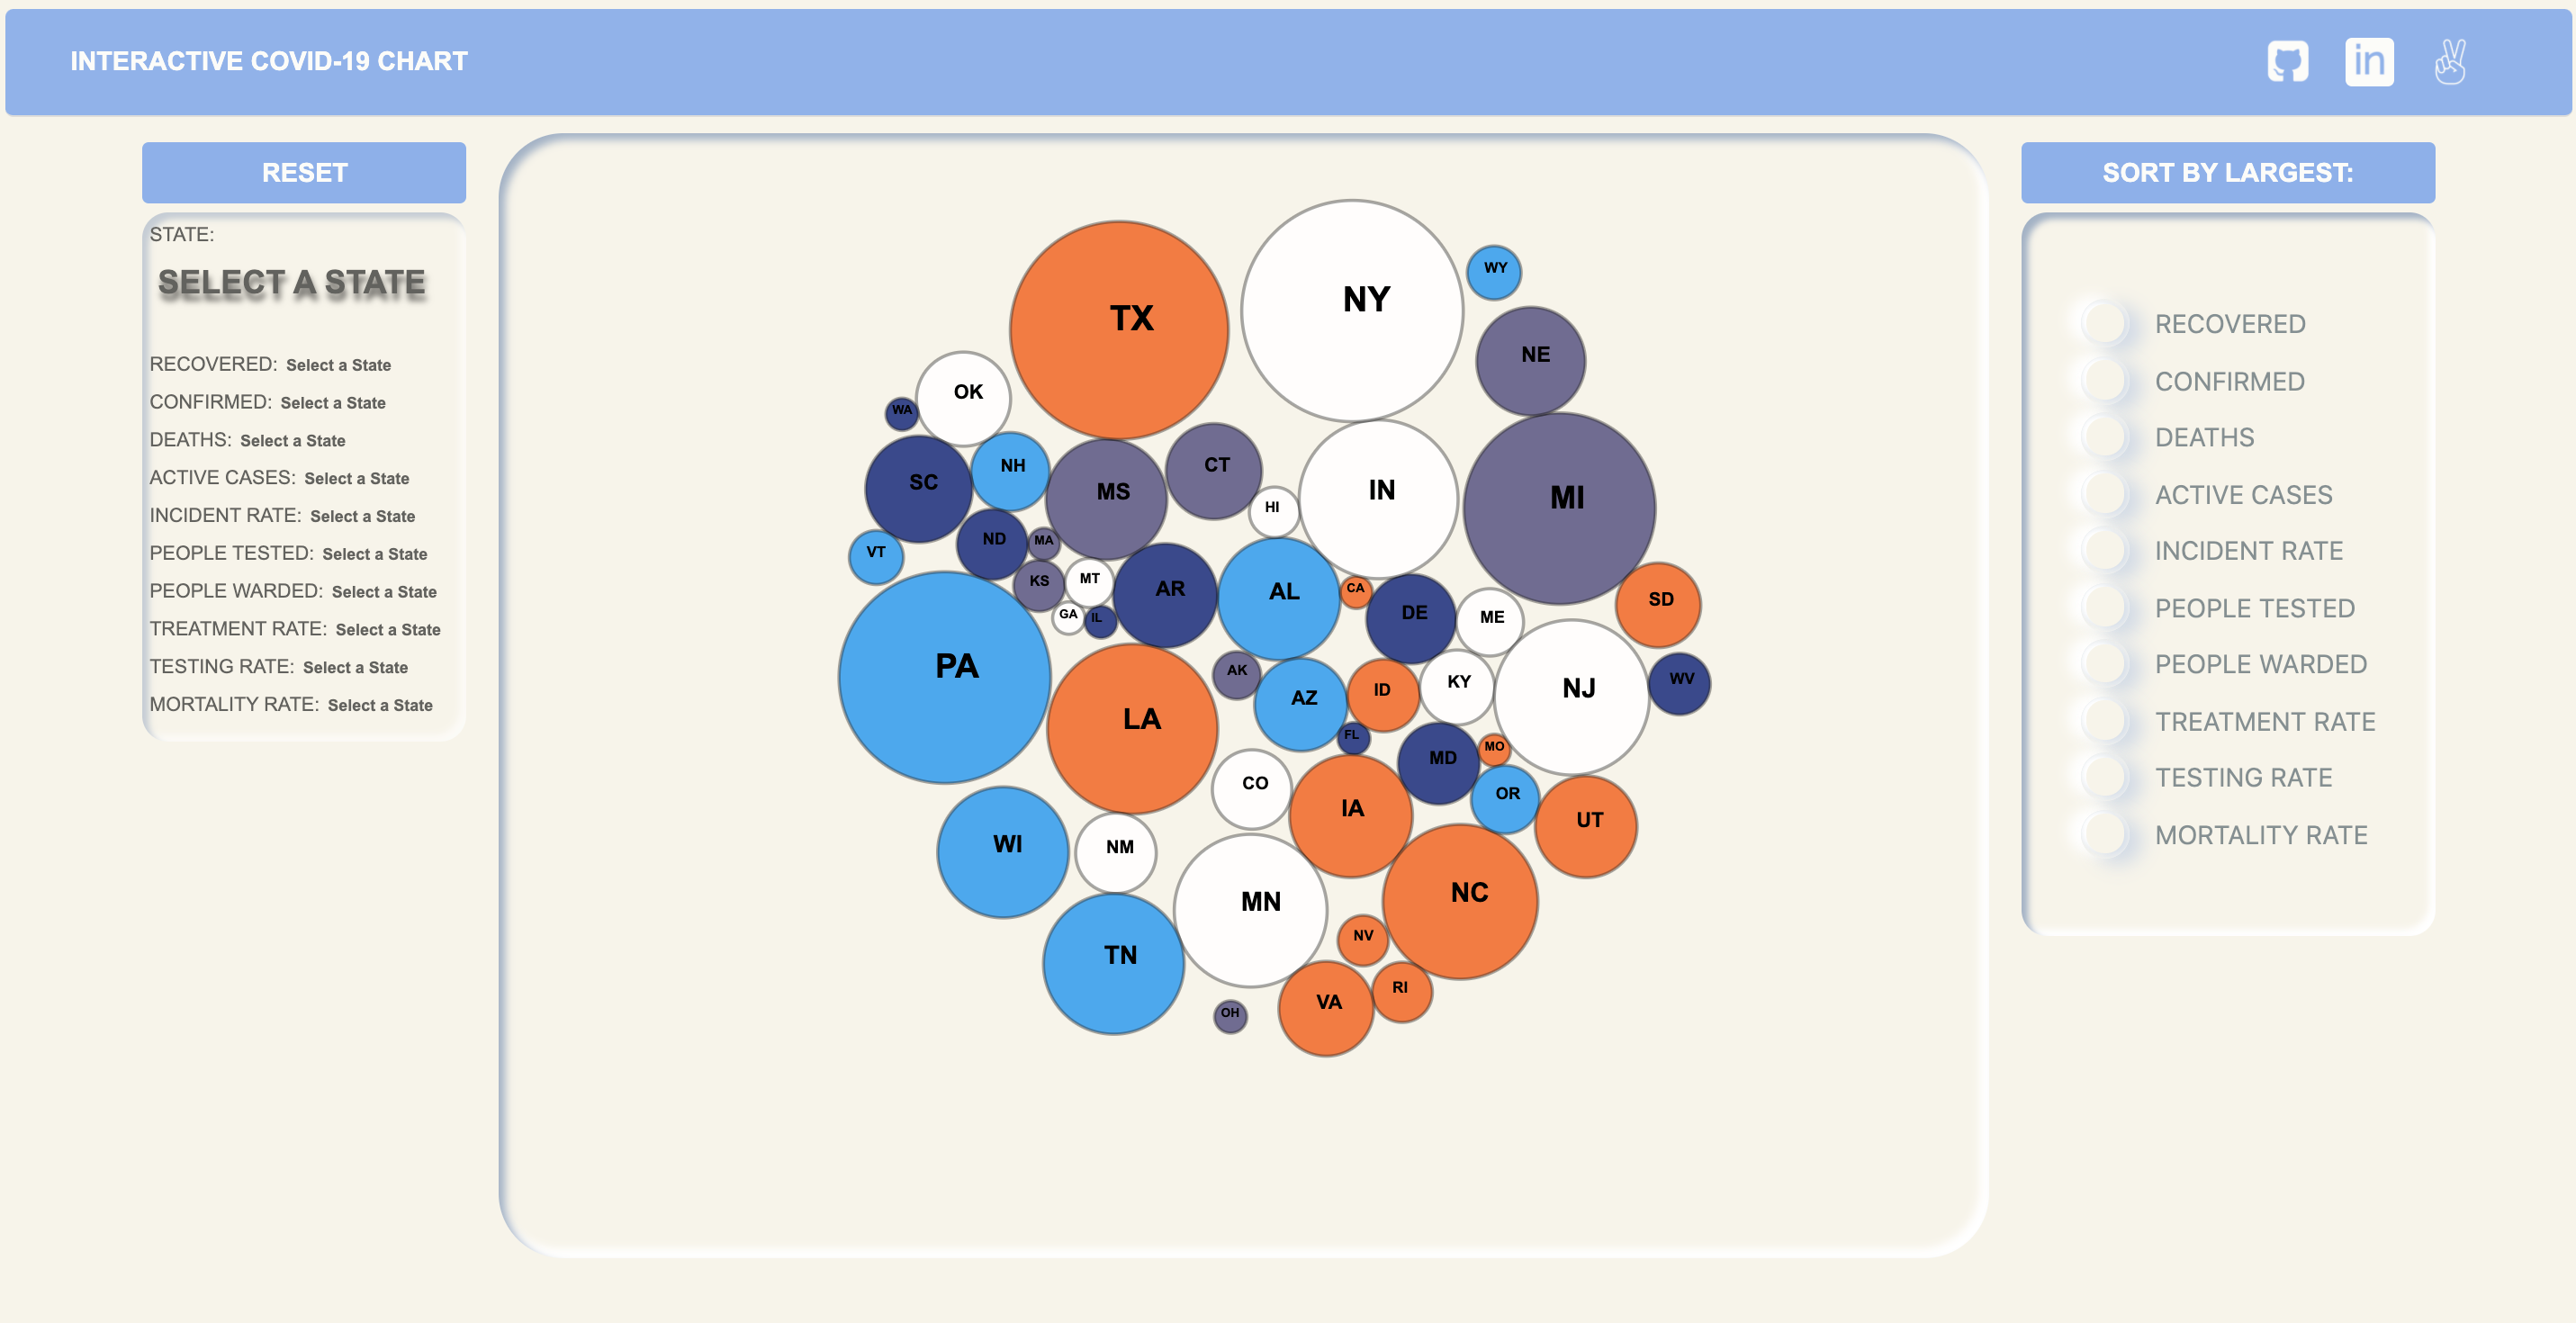 INTERACTIVE COVID-19 CHART
in
RESET
STATE:
SELECT A STATE
RECOVERED: Select a State
CONFIRMED: Select a State
DEATHS: Select a State
ACTIVE CASES: Select a State
INCIDENT RATE: Select a State
PEOPLE TESTED: Select a State
PEOPLE WARDED: Select a State
TREATMENT RATE: Select a State
TESTING RATE: Select a State
MORTALITY RATE: Select a State
WY
NY
TX
NE
OK
WA
CT
NH
SC
IN
MS
MI
HI
ND
MA
VT
MT
KS
CA
AR
AL
SD
DE
GA
IL
ME
PA
AK
WV
KY
NJ
ID
AZ
LA
FL
MO
MD
CO
OR
IA
UT
WI
NM
NC
MN
NV
TN
RI
VA
OH
SORT BY LARGEST:
RECOVERED
CONFIRMED
DEATHS
ACTIVE CASES
INCIDENT RATE
PEOPLE TESTED
PEOPLE WARDED
TREATMENT RATE
TESTING RATE
MORTALITY RATE